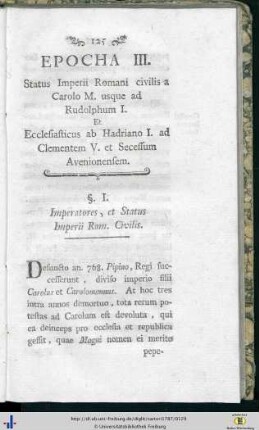 125
EPOCHA III.
Status Imperii Romani civilis a
Carolo M. usque ad
Rudolphum I.
Et
Ecclesiasticus ab Hadriano I. ad
Clementem V. et Secessum
Avenionensem.
§. I.
Imperatores, et Status
Imperii Rom. Civilis.
Defuncto an. 768. Pipino, Regi suc-
cesserunt, diviso imperio filii
Carolus et Carolomannus. At hoc tres
intra annos demortuo, tota rerum po-
testas ad Carolum est devoluta, qui
ea deinceps pro ecclesia et republica
gessit, quae Magni nomen ei merito
pepe-
© Universitätsbibliothek Freiburg